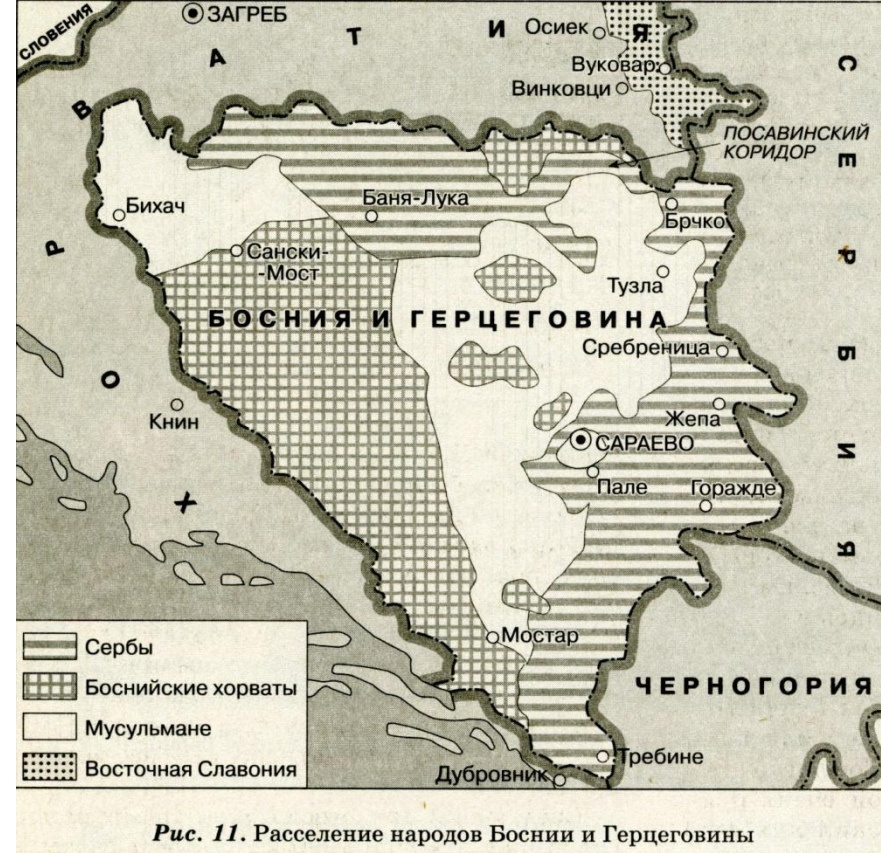 СЛОВЕНИЯ
ЗАГРЕБ
ХОРВАТИЯ
Осиек
Вуковар
Винковци
СЕРБИЯ
ПОСАВИНСКИЙ
КОРИДОР
Бихач
Баня-Лука
Брчко
Сански-
-Мост
Тузла
БОСНИЯ И ГЕРЦЕГОВИНА
Сребреница
Книн
Жепа
САРАЕВО
Пале
Горажде
Мостар
ЧЕРНОГОРИЯ
Требине
Дубровник
Сербы
Боснийские хорваты
Мусульмане
Восточная Славония
Рис. 11. Расселение народов Боснии и Герцеговины